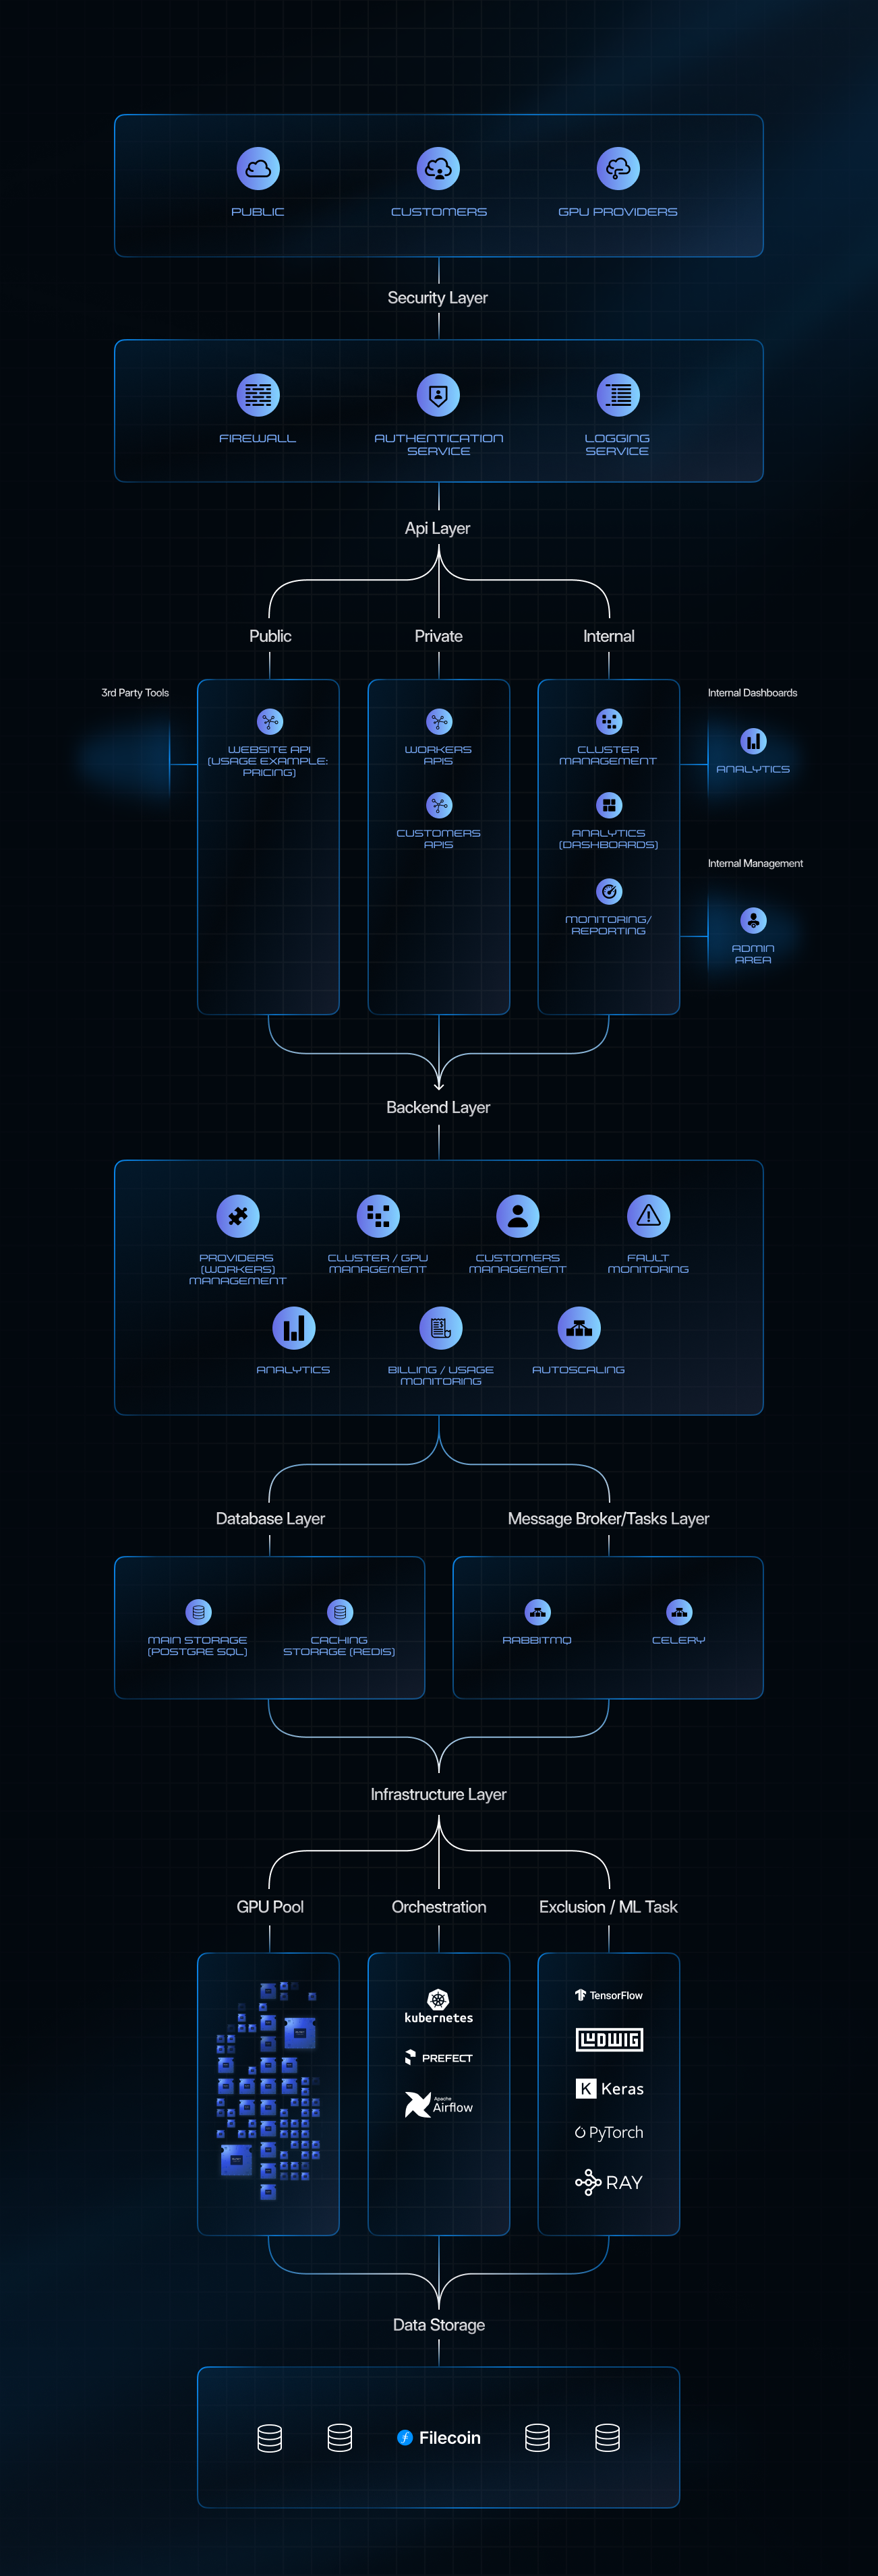 PUBLIC
CUSTOMERS
GPU PROVIDERS
Security Layer
FIREWALL
AUTHENTICATION
SERVICE
LOGGING
SERVICE
Api Layer
Public
Private
Internal
3rd Party Tools
WEBSITE API
(USAGE EXAMPLE:
PRICING)
WORKERS
APIS
CUSTOMERS
APIS
CLUSTER
MANAGEMENT
ANALYTICS
(DASHBOARDS)
MONITORING/
REPORTING
Internal Dashboards
ANALYTICS
Internal Management
ADMIN
AREA
Backend Layer
PROVIDERS
(WORKERS)
MANAGEMENT
CLUSTER / GPU
MANAGEMENT
CUSTOMERS
MANAGEMENT
FAULT
MONITORING
ANALYTICS
BILLING / USAGE
MONITORING
AUTOSCALING
Database Layer
Message Broker/Tasks Layer
MAIN STORAGE
(POSTGRE SQL)
CACHING
STORAGE (REDIS)
RABBITMQ
CELERY
Infrastructure Layer
GPU Pool
Orchestration
Exclusion / ML Task
kubernetes
PREFECT
Apache
Airflow
TensorFlow
LUDWIG
K Keras
PyTorch
RAY
Data Storage
Filecoin